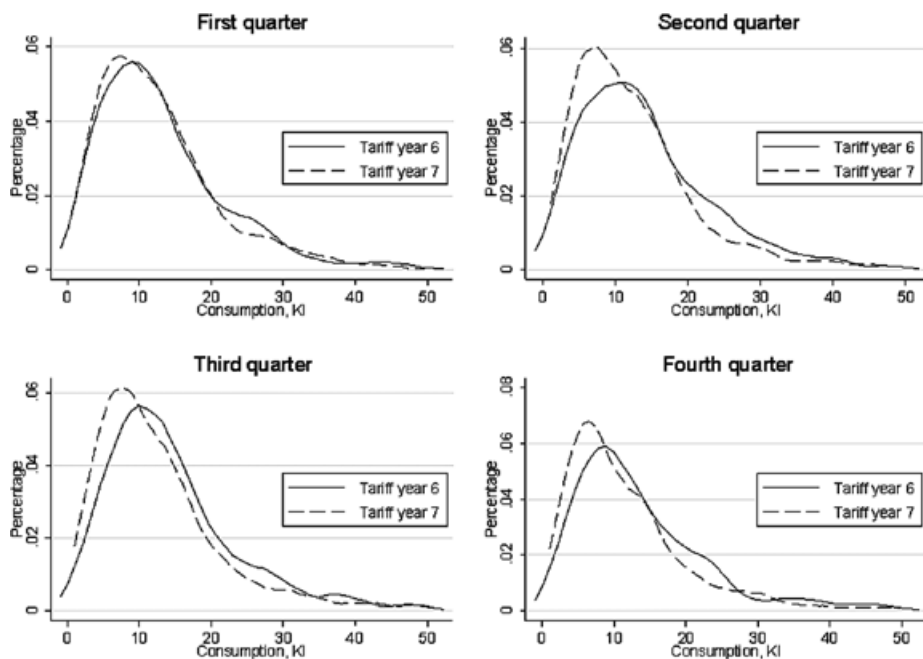 First quarter
Percentage
.06
.04
.02
0
Tariff year 6
Tariff year 7
0 10 20 30 40 50
Consumption, Kl
Second quarter
Percentage
.06
.04
.02
0
Tariff year 6
Tariff year 7
0 10 20 30 40 50
Consumption, Kl
Third quarter
Percentage
.06
.04
.02
0
Tariff year 6
Tariff year 7
0 10 20 30 40 50
Consumption, Kl
Fourth quarter
Percentage
.08
.06
.04
.02
0
Tariff year 6
Tariff year 7
0 10 20 30 40 50
Consumption, Kl